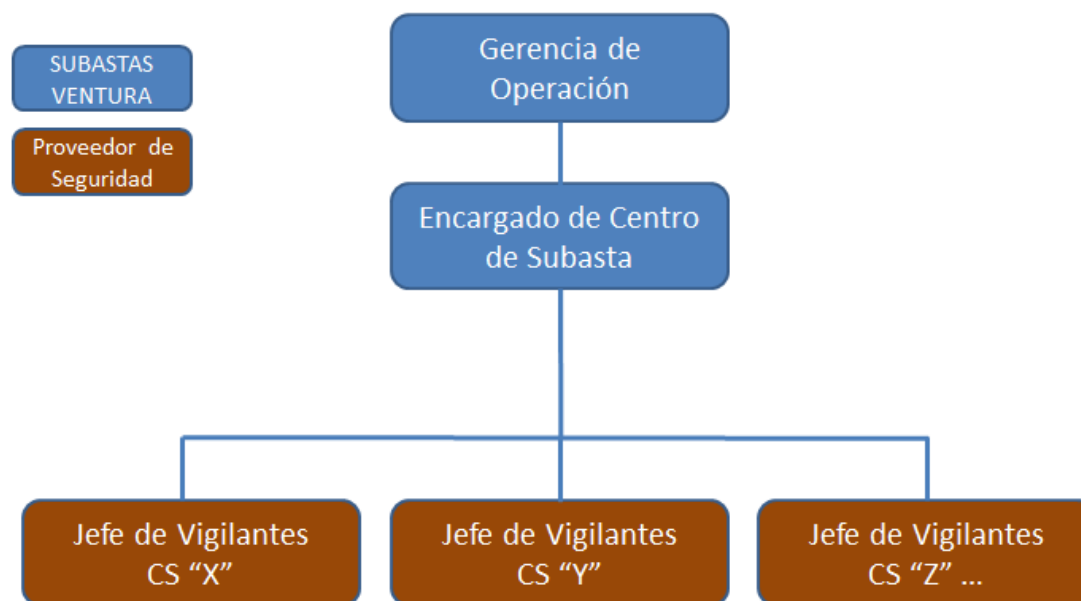 SUBASTAS
VENTURA
Proveedor de
Seguridad
Gerencia de
Operación
Encargado de Centro
de Subasta
Jefe de Vigilantes
CS “X”
Jefe de Vigilantes
CS “Y”
Jefe de Vigilantes
CS “Z” ...